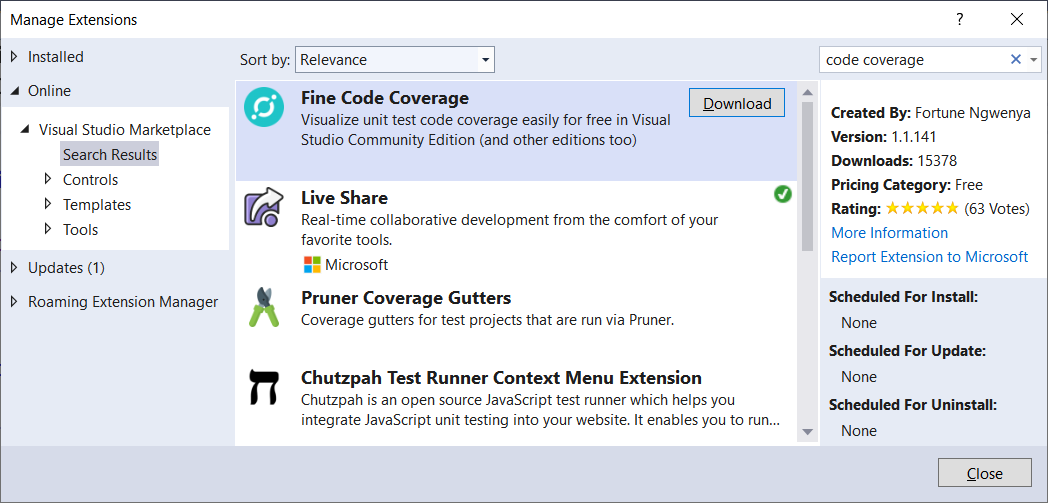 Manage Extensions
?
Installed
Online
Visual Studio Marketplace
Search Results
Controls
Templates
Tools
Updates (1)
Roaming Extension Manager
Sort by: Relevance
code coverage
Fine Code Coverage
Download
Visualize unit test code coverage easily for free in Visual
Studio Community Edition (and other editions too)
Live Share
Real-time collaborative development from the comfort of your
favorite tools.
Microsoft
Pruner Coverage Gutters
Coverage gutters for test projects that are run via Pruner.
ת
Chutzpah Test Runner Context Menu Extension
Chutzpah is an open source JavaScript test runner which helps you
integrate JavaScript unit testing into your website. It enables you to run...
Created By: Fortune Ngwenya
Version: 1.1.141
Downloads: 15378
Pricing Category: Free
Rating: (63 Votes)
More Information
Report Extension to Microsoft
Scheduled For Install:
None
Scheduled For Update:
None
Scheduled For Uninstall:
None
Close